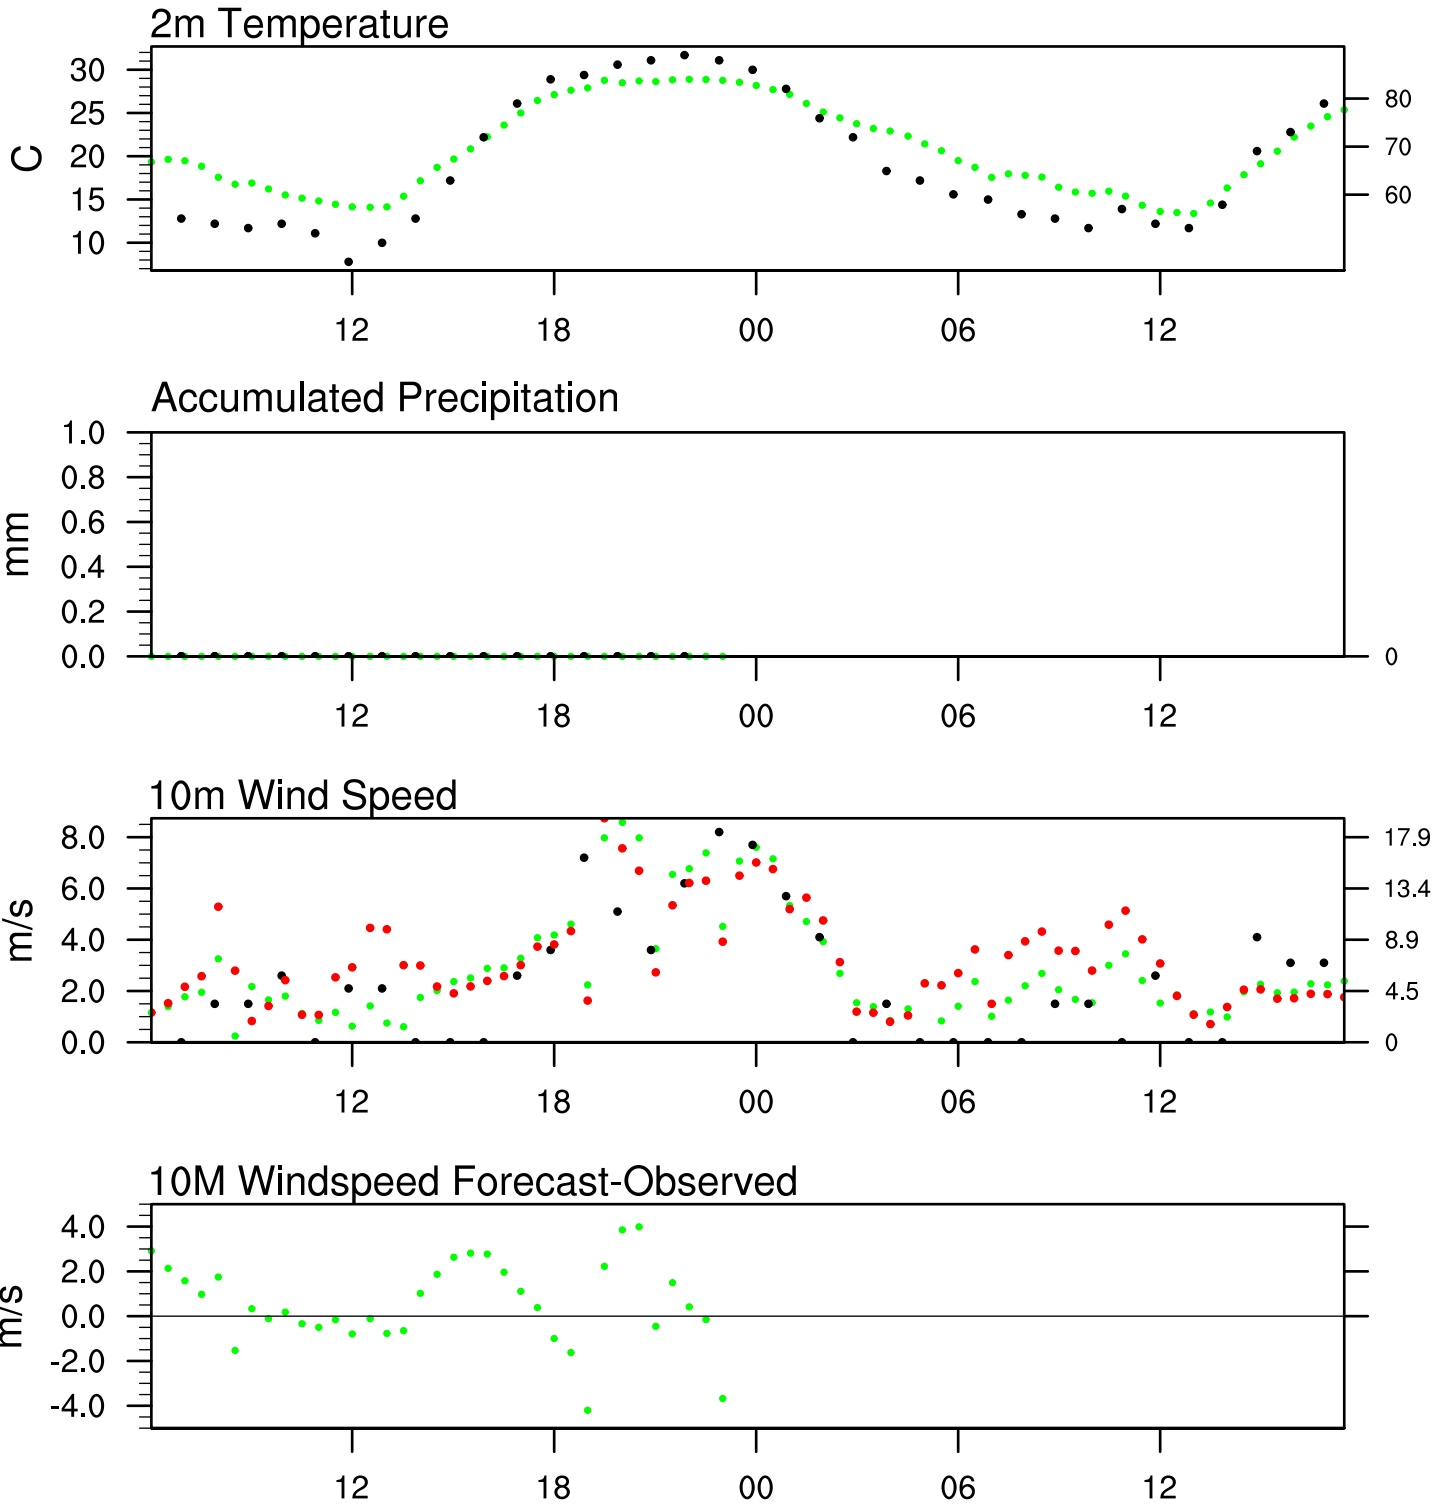 2m Temperature
30
25
20
15
10
C
80
70
60
12 18 00 06 12
Accumulated Precipitation
1.0
0.8
0.6
0.4
0.2
0.0
mm
0
12 18 00 06 12
10m Wind Speed
8.0
6.0
4.0
2.0
0.0
m/s
17.9
13.4
8.9
4.5
0
12 18 00 06 12
10M Windspeed Forecast-Observed
4.0
2.0
0.0
-2.0
-4.0
m/s
12 18 00 06 12